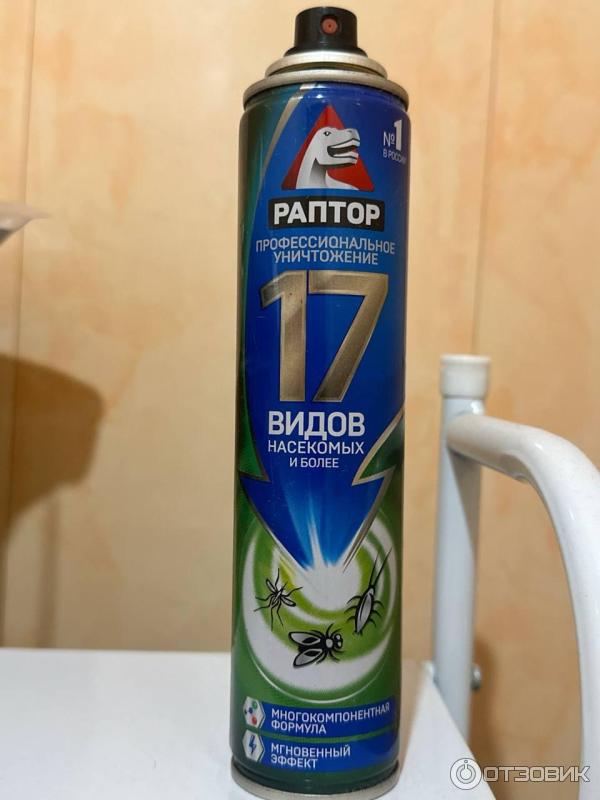 №1
В РОССИИ
РАПТОР
ПРОФЕССИОНАЛЬНОЕ
УНИЧТОЖЕНИЕ
17
ВИДОВ
НАСЕКОМЫХ
И БОЛЕЕ
МНОГОКОМПОНЕНТНАЯ
ФОРМУЛА
МГНОВЕННЫЙ
ЭФФЕКТ
ОТЗОВИК